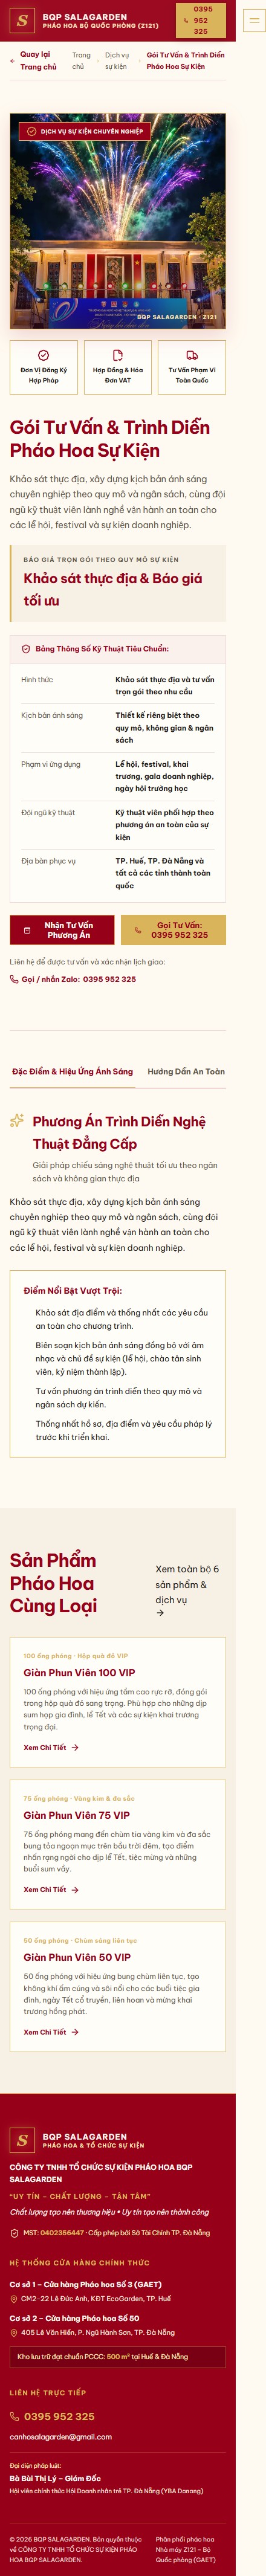 BQP SALAGARDEN
PHÁO HOA BỘ QUỐC PHÒNG (Z121)
0395
952
325
Quay lại
Trang chủ
Trang
chủ
Dịch vụ
sự kiện
Gói Tư Vấn & Trình Diễn
Pháo Hoa Sự Kiện
DỊCH VỤ SỰ KIỆN CHUYÊN NGHIỆP
BQP SALAGARDEN · Z121
Đơn Vị Đăng Ký
Hợp Pháp
Hợp Đồng & Hóa
Đơn VAT
Tư Vấn Phạm Vi
Toàn Quốc
Gói Tư Vấn & Trình Diễn
Pháo Hoa Sự Kiện
Khảo sát thực địa, xây dựng kịch bản ánh sáng
chuyên nghiệp theo quy mô và ngân sách, cùng đội
ngũ kỹ thuật viên lành nghề vận hành an toàn cho
các lễ hội, festival và sự kiện doanh nghiệp.
BÁO GIÁ TRỌN GÓI THEO QUY MÔ SỰ KIỆN
Khảo sát thực địa & Báo giá
tối ưu
Bảng Thông Số Kỹ Thuật Tiêu Chuẩn:
Hình thức
Khảo sát thực địa và tư vấn
trọn gói theo nhu cầu
Kịch bản ánh sáng
Thiết kế riêng biệt theo
quy mô, không gian & ngân
sách
Phạm vi ứng dụng
Lễ hội, festival, khai
trương, gala doanh nghiệp,
ngày hội trường học
Đội ngũ kỹ thuật
Kỹ thuật viên phối hợp theo
phương án an toàn của sự
kiện
Địa bàn phục vụ
TP. Huế, TP. Đà Nẵng và
tất cả các tỉnh thành toàn
quốc
Nhận Tư Vấn
Phương Án
Gọi Tư Vấn:
0395 952 325
Liên hệ để được tư vấn và xác nhận lịch giao:
Gọi / nhắn Zalo: 0395 952 325
Đặc Điểm & Hiệu Ứng Ánh Sáng
Hướng Dẫn An Toàn
Phương Án Trình Diễn Nghệ
Thuật Đẳng Cấp
Giải pháp chiếu sáng nghệ thuật tối ưu theo ngân
sách và không gian thực địa
Khảo sát thực địa, xây dựng kịch bản ánh sáng
chuyên nghiệp theo quy mô và ngân sách, cùng đội
ngũ kỹ thuật viên lành nghề vận hành an toàn cho
các lễ hội, festival và sự kiện doanh nghiệp.
Điểm Nổi Bật Vượt Trội:
Khảo sát địa điểm và thống nhất các yêu cầu
an toàn cho chương trình.
Biên soạn kịch bản ánh sáng đồng bộ với âm
nhạc và chủ đề sự kiện (lễ hội, chào tân sinh
viên, kỷ niệm thành lập).
Tư vấn phương án trình diễn theo quy mô và
ngân sách dự kiến.
Thống nhất hồ sơ, địa điểm và yêu cầu pháp lý
trước khi triển khai.
Sản Phẩm
Pháo Hoa
Cùng Loại
Xem toàn bộ 6
sản phẩm &
dịch vụ
100 ống phóng · Hộp quà đỏ VIP
Giàn Phun Viên 100 VIP
100 ống phóng với hiệu ứng tầm cao rực rỡ, đóng gói
trong hộp quà đỏ sang trọng. Phù hợp cho những dịp
sum họp gia đình, lễ Tết và các sự kiện khai trương
trọng đại.
Xem Chi Tiết
75 ống phóng · Vàng kim & đa sắc
Giàn Phun Viên 75 VIP
75 ống phóng mang đến chùm tia vàng kim và đa sắc
bung tỏa ngoạn mục trên bầu trời đêm, tạo điểm
nhấn rạng ngời cho dịp lễ Tết, tiệc mừng và những
buổi sum vầy.
Xem Chi Tiết
50 ống phóng · Chùm sáng liên tục
Giàn Phun Viên 50 VIP
50 ống phóng với hiệu ứng bung chùm liên tục, tạo
không khí ấm cúng và sôi nổi cho các buổi tiệc gia
đình, ngày Tết cổ truyền, liên hoan và mừng khai
trương hồng phát.
Xem Chi Tiết
BQP SALAGARDEN
PHÁO HOA & TỔ CHỨC SỰ KIỆN
CÔNG TY TNHH TỔ CHỨC SỰ KIỆN PHÁO HOA BQP
SALAGARDEN
“UY TÍN – CHẤT LƯỢNG – TẬN TÂM”
Chất lượng tạo nên thương hiệu • Uy tín tạo nên thành công
MST: 0402356447 · Cấp phép bởi Sở Tài Chính TP. Đà Nẵng
HỆ THỐNG CỬA HÀNG CHÍNH THỨC
Cơ sở 1 – Cửa hàng Pháo hoa Số 3 (GAET)
CM2-22 Lê Đức Anh, KĐT EcoGarden, TP. Huế
Cơ sở 2 – Cửa hàng Pháo hoa Số 50
405 Lê Văn Hiến, P. Ngũ Hành Sơn, TP. Đà Nẵng
Kho lưu trữ đạt chuẩn PCCC: 500 m² tại Huế & Đà Nẵng
LIÊN HỆ TRỰC TIẾP
0395 952 325
canhosalagarden@gmail.com
Đại diện pháp luật:
Bà Bùi Thị Lý – Giám Đốc
Hội viên chính thức Hội Doanh nhân trẻ TP. Đà Nẵng (YBA Danang)
© 2026 BQP SALAGARDEN. Bản quyền thuộc
về CÔNG TY TNHH TỔ CHỨC SỰ KIỆN PHÁO
HOA BQP SALAGARDEN.
Phân phối pháo hoa
Nhà máy Z121 – Bộ
Quốc phòng (GAET)